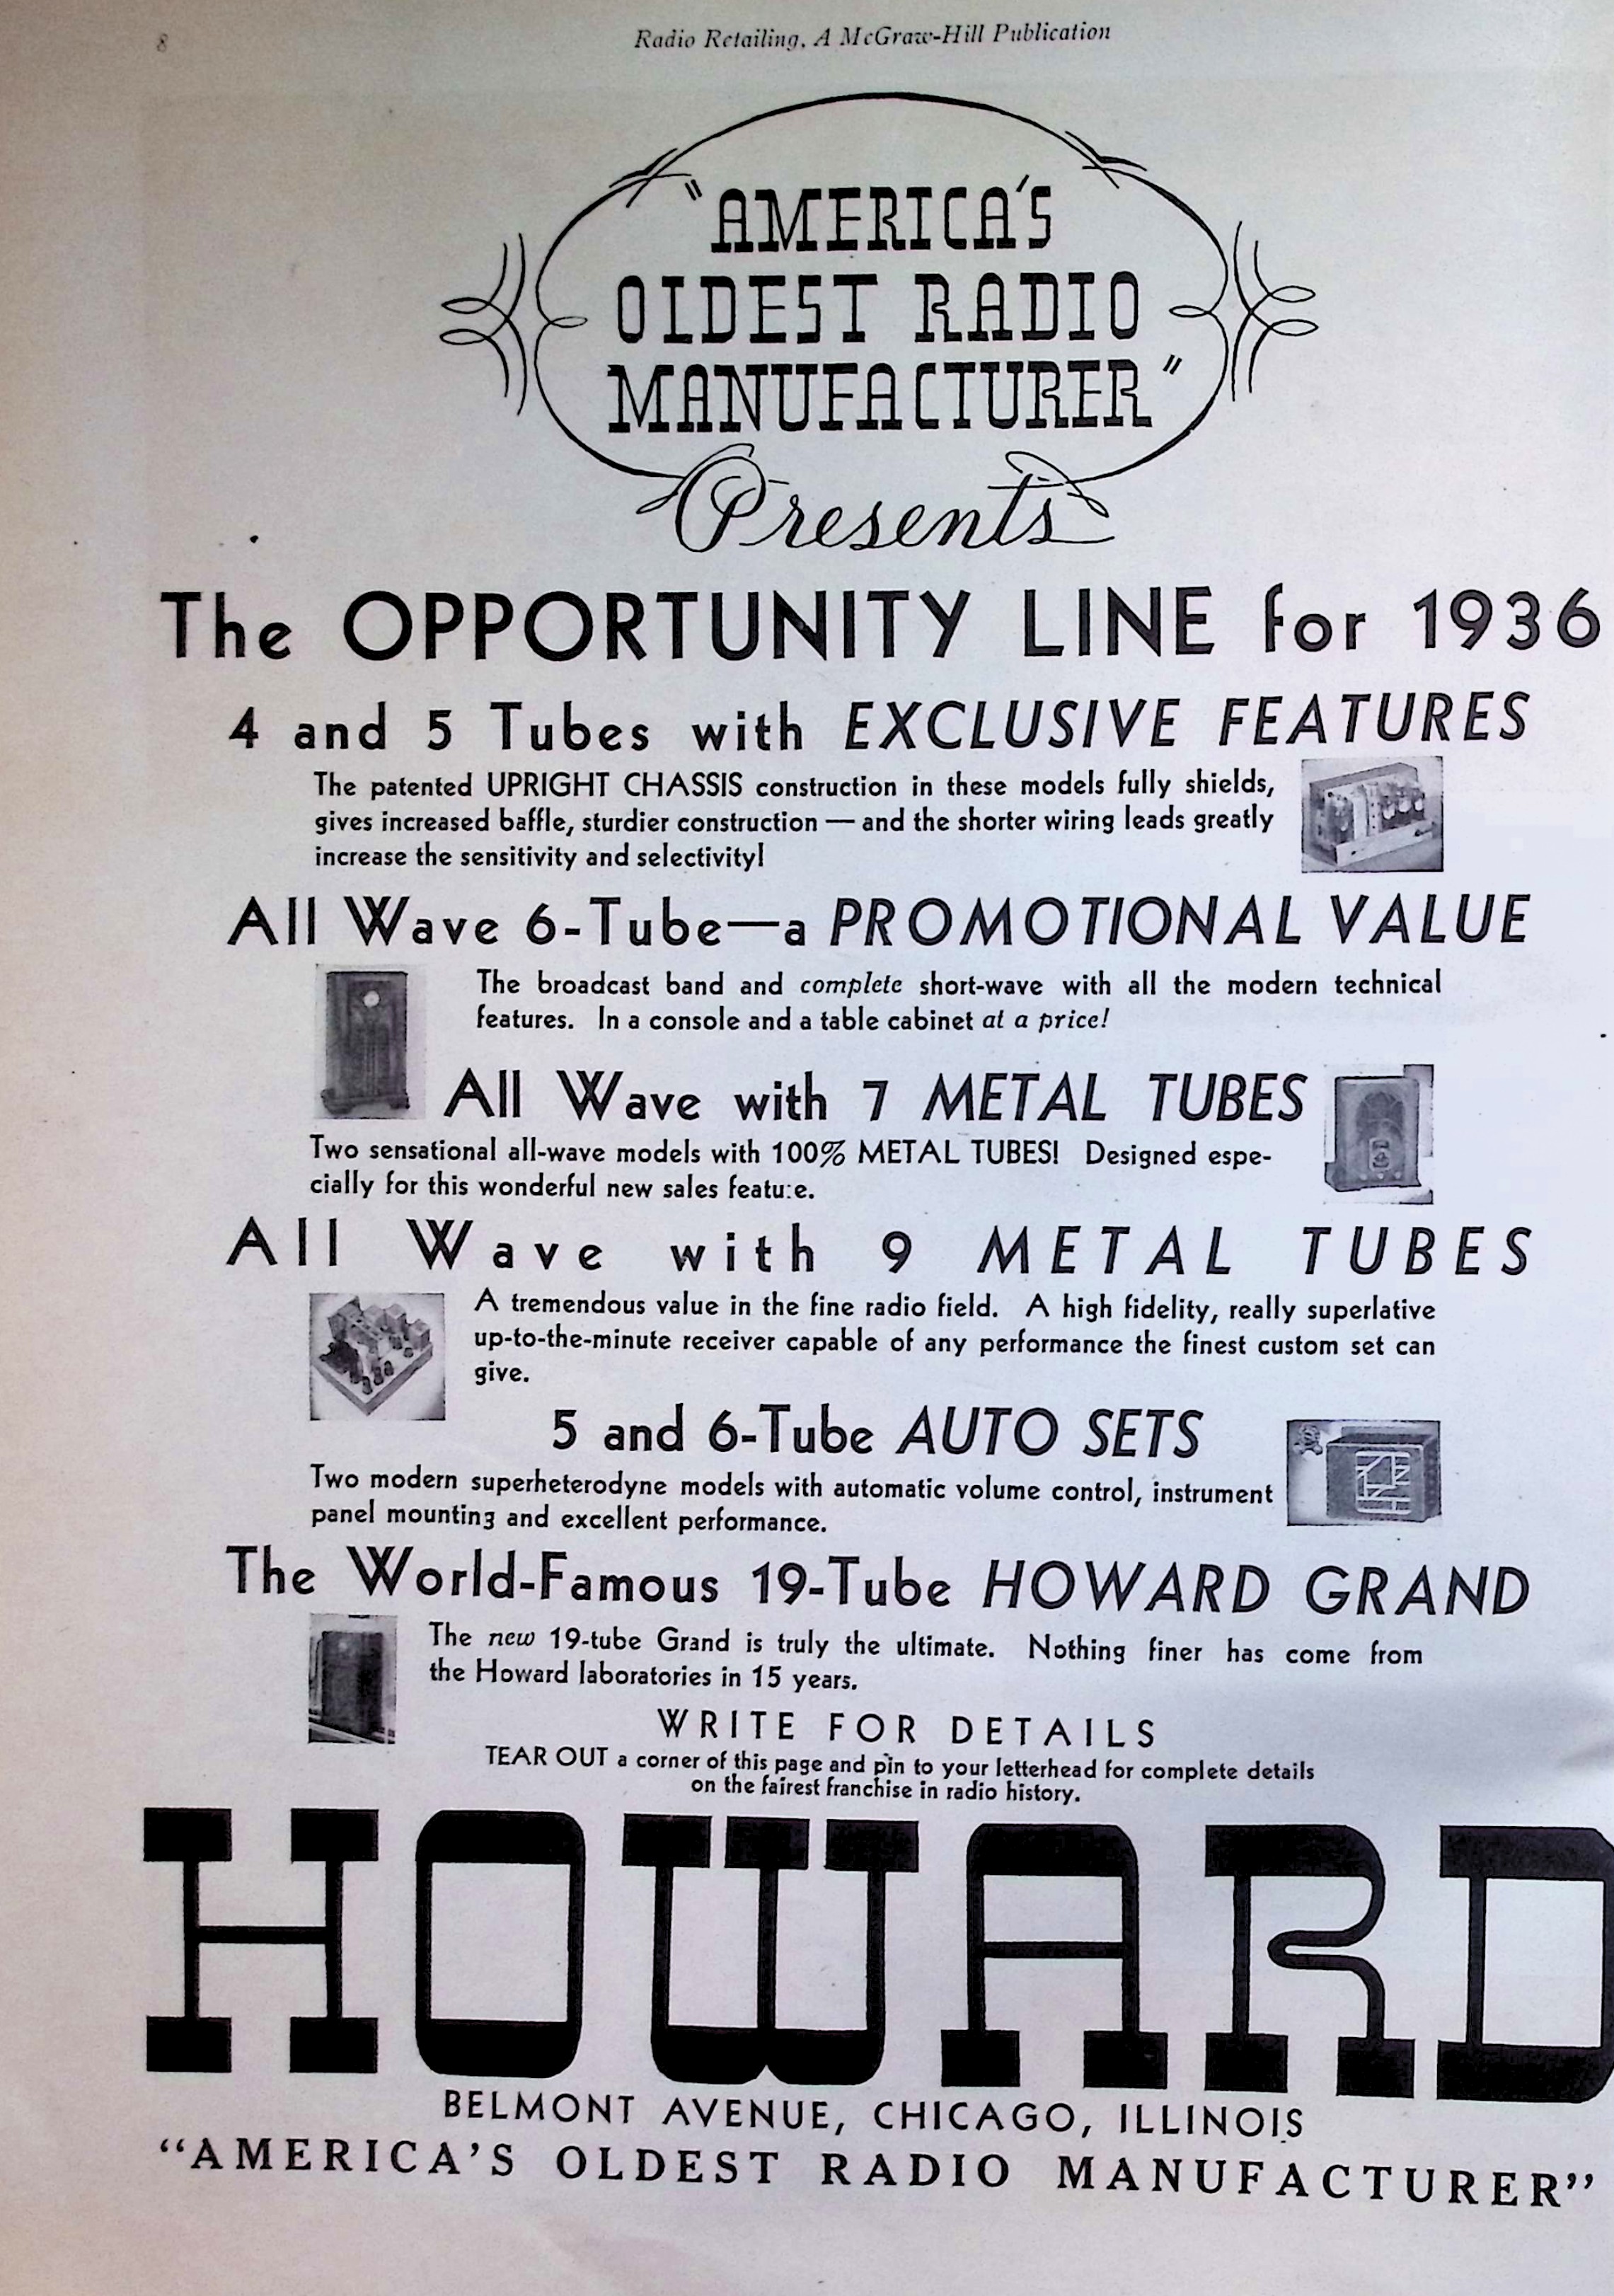 8
Radio Retailing, A McGraw-Hill Publication
"AMERICA'S
OLDEST RADIO
MANUFACTURER"
Presents
The OPPORTUNITY LINE for 1936
4 and 5 Tubes with EXCLUSIVE FEATURES
The patented UPRIGHT CHASSIS construction in these models fully shields,
gives increased baffle, sturdier construction — and the shorter wiring leads greatly
increase the sensitivity and selectivity!
All Wave 6-Tube—a PROMOTIONAL VALUE
The broadcast band and complete short-wave with all the modern technical
features. In a console and a table cabinet at a price!
All Wave with 7 METAL TUBES
Two sensational all-wave models with 100% METAL TUBES! Designed espe-
cially for this wonderful new sales feature.
All Wave with 9 METAL TUBES
A tremendous value in the fine radio field. A high fidelity, really superlative
up-to-the-minute receiver capable of any performance the finest custom set can
give.
5 and 6-Tube AUTO SETS
Two modern superheterodyne models with automatic volume control, instrument
panel mounting and excellent performance.
The World-Famous 19-Tube HOWARD GRAND
The new 19-tube Grand is truly the ultimate. Nothing finer has come from
the Howard laboratories in 15 years.
WRITE FOR DETAILS
TEAR OUT a corner of this page and pin to your letterhead for complete details
on the fairest franchise in radio history.
HOWARD
BELMONT AVENUE, CHICAGO, ILLINOIS
"AMERICA'S OLDEST RADIO MANUFACTURER"